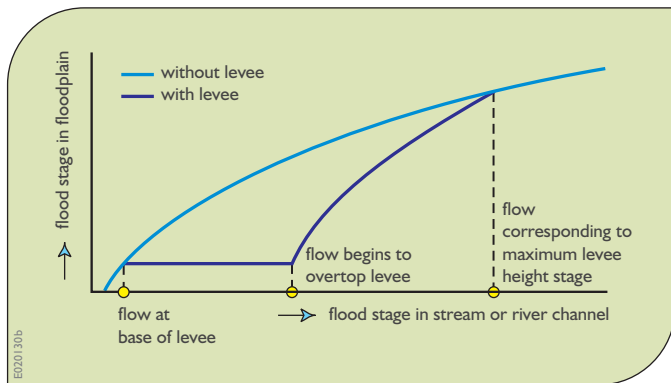 flood stage in floodplain
without levee
with levee
flow begins to
overtop levee
flow
corresponding to
maximum levee
height stage
flow at
base of levee
flood stage in stream or river channel
E020130b